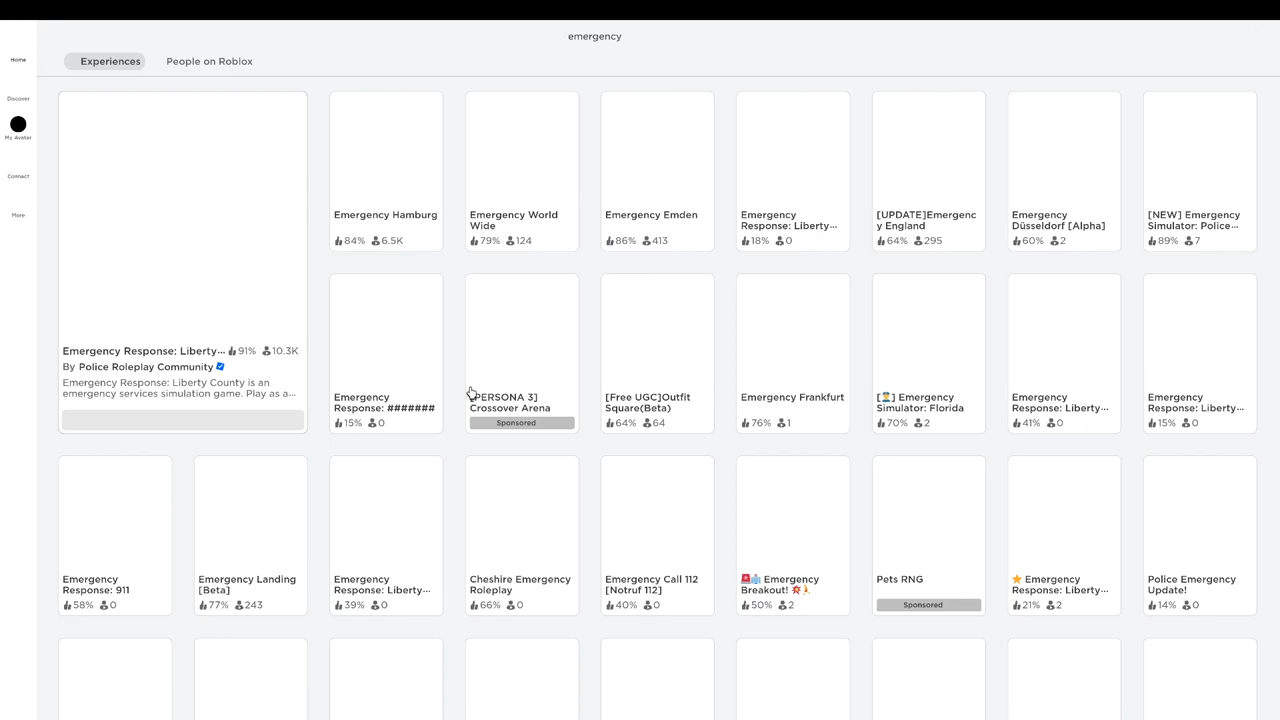 emergency
Experiences
People on Roblox
Home
Discover
My Avatar
Connect
More
Emergency Response: Liberty... 91% 10.3K
By Police Roleplay Community
Emergency Response: Liberty County is an
emergency services simulation game. Play as a...
Emergency Hamburg
84% 6.5K
Emergency World
Wide
79% 124
Emergency Emden
86% 413
Emergency
Response: Liberty...
18% 0
[UPDATE]Emergenc
y England
64% 295
Emergency
Düsseldorf [Alpha]
60% 2
[NEW] Emergency
Simulator: Police...
89% 7
Emergency
Response: #######
15% 0
[PERSONA 3]
Crossover Arena
Sponsored
[Free UGC]Outfit
Square(Beta)
64% 64
Emergency Frankfurt
76% 1
[👮] Emergency
Simulator: Florida
70% 2
Emergency
Response: Liberty...
41% 0
Emergency
Response: Liberty...
15% 0
Emergency
Response: 911
58% 0
Emergency Landing
[Beta]
77% 243
Emergency
Response: Liberty...
39% 0
Cheshire Emergency
Roleplay
66% 0
Emergency Call 112
[Notruf 112]
40% 0
Emergency
Breakout!
50% 2
Pets RNG
Sponsored
⭐ Emergency
Response: Liberty...
21% 2
Police Emergency
Update!
14% 0